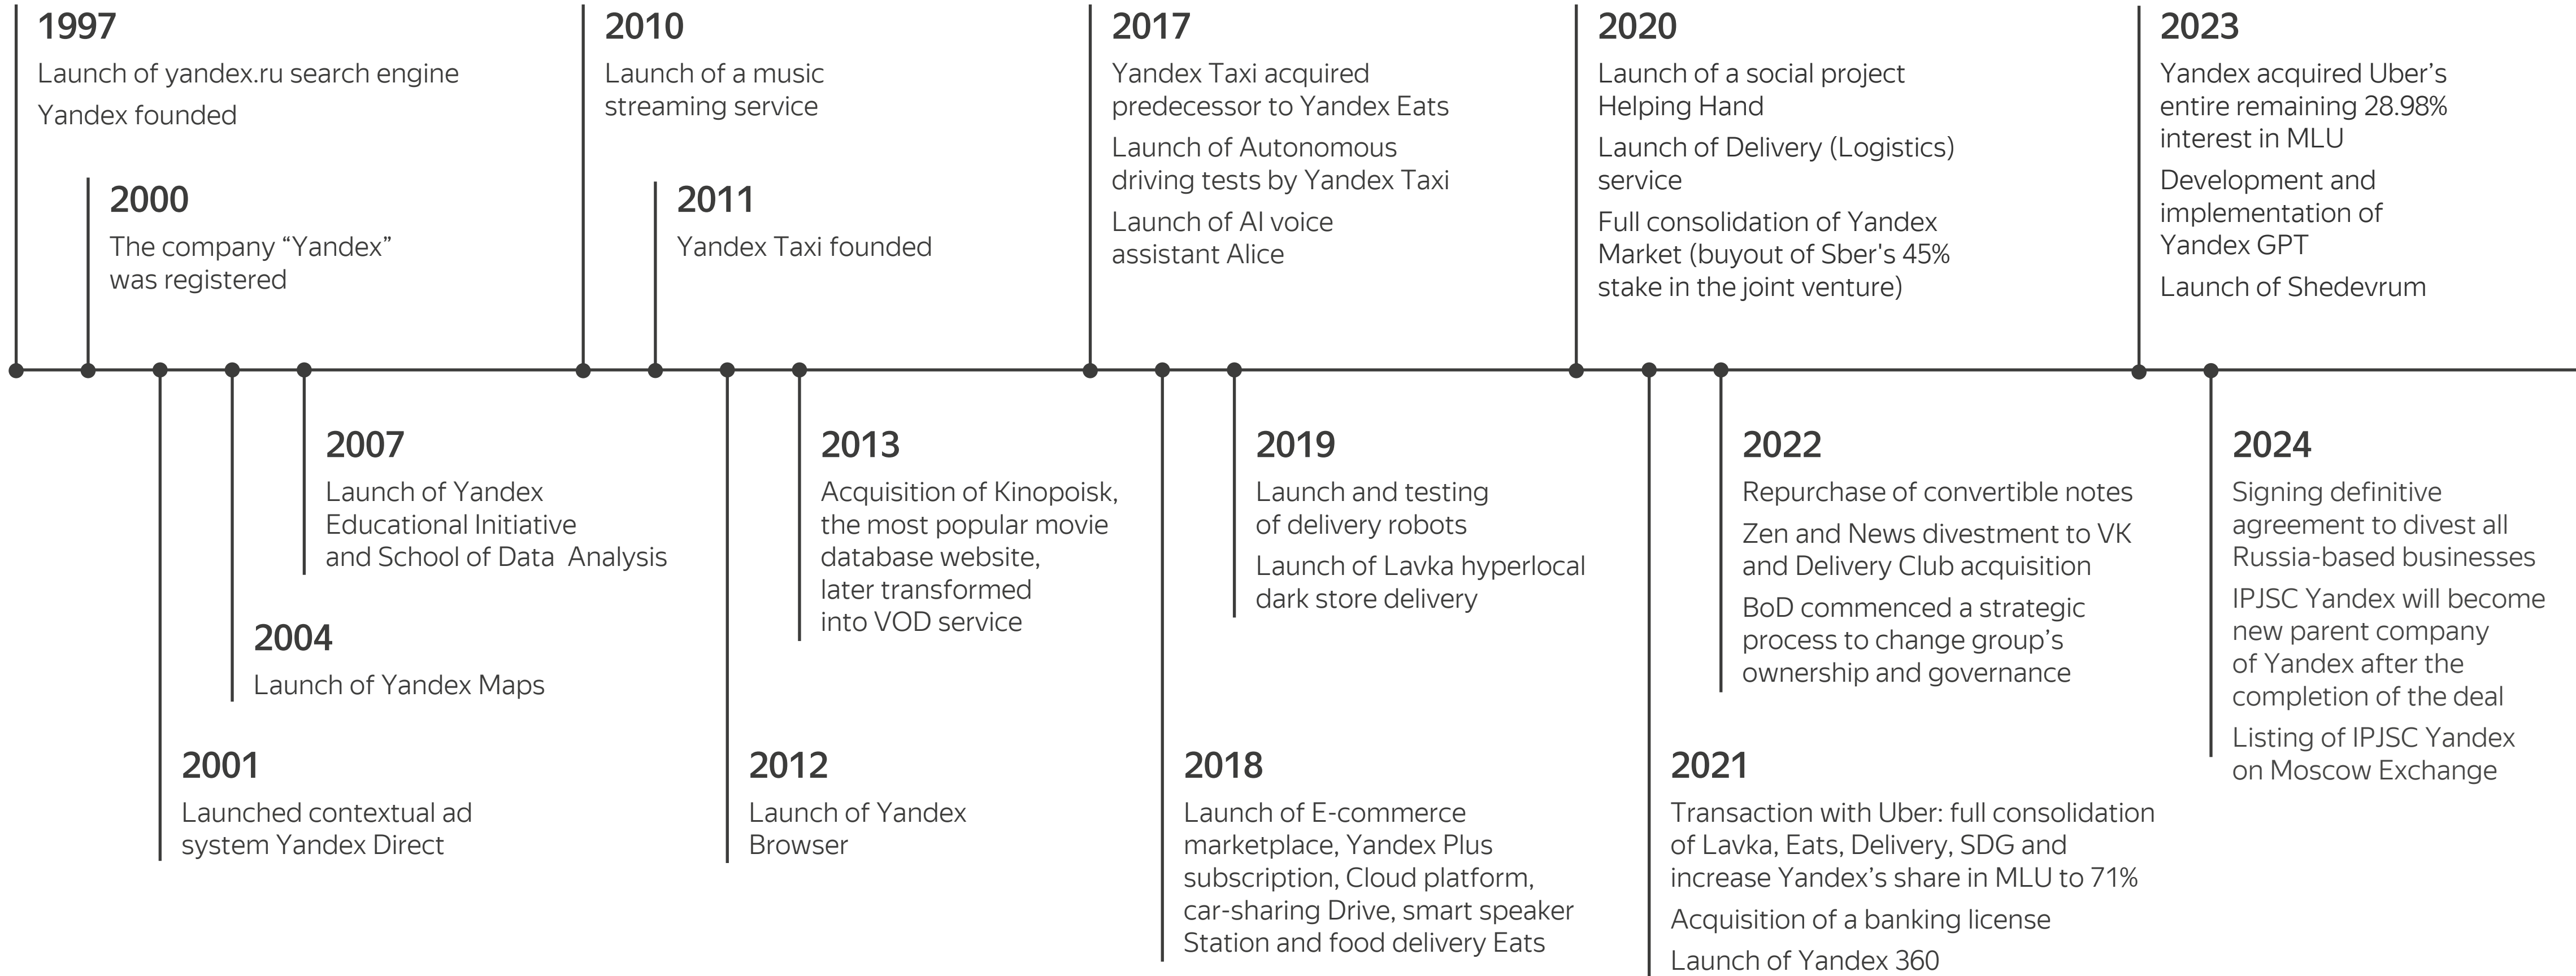 1997
Launch of yandex.ru search engine
Yandex founded
2000
The company “Yandex”
was registered
2001
Launched contextual ad
system Yandex Direct
2004
Launch of Yandex Maps
2007
Launch of Yandex
Educational Initiative
and School of Data  Analysis
2010
Launch of a music
streaming service
2011
Yandex Taxi founded
2012
Launch of Yandex
Browser
2013
Acquisition of Kinopoisk,
the most popular movie
database website,
later transformed
into VOD service
2017
Yandex Taxi acquired
predecessor to Yandex Eats
Launch of Autonomous
driving tests by Yandex Taxi
Launch of AI voice
assistant Alice
2018
Launch of E-commerce
marketplace, Yandex Plus
subscription, Cloud platform,
car-sharing Drive, smart speaker
Station and food delivery Eats
2019
Launch and testing
of delivery robots
Launch of Lavka hyperlocal
dark store delivery
2020
Launch of a social project
Helping Hand
Launch of Delivery (Logistics)
service
Full consolidation of Yandex
Market (buyout of Sber's 45%
stake in the joint venture)
2021
Transaction with Uber: full consolidation
of Lavka, Eats, Delivery, SDG and
increase Yandex’s share in MLU to 71%
Acquisition of a banking license
Launch of Yandex 360
2022
Repurchase of convertible notes
Zen and News divestment to VK
and Delivery Club acquisition
BoD commenced a strategic
process to change group’s
ownership and governance
2023
Yandex acquired Uber’s
entire remaining 28.98%
interest in MLU
Development and
implementation of
Yandex GPT
Launch of Shedevrum
2024
Signing definitive
agreement to divest all
Russia-based businesses
IPJSC Yandex will become
new parent company
of Yandex after the
completion of the deal
Listing of IPJSC Yandex
on Moscow Exchange